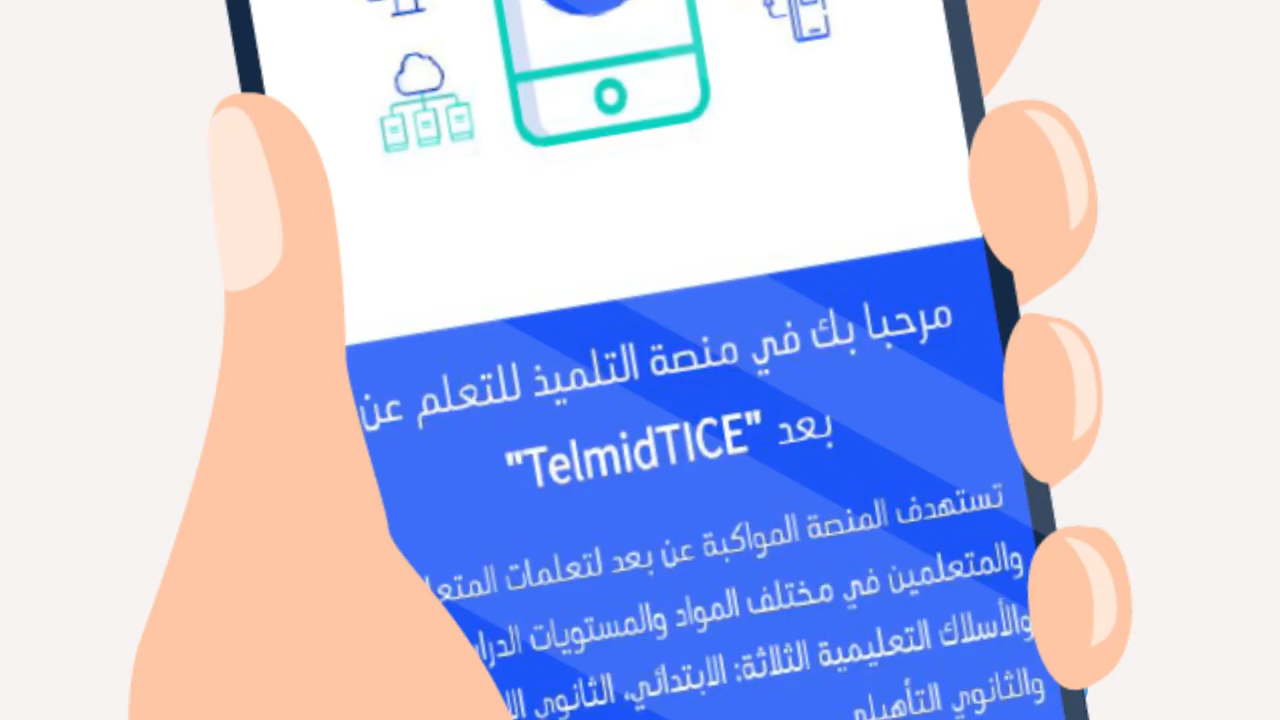 مرحبا بك في منصة التلميذ للتعلم عن
بعد "TelmidTICE"
تستهدف المنصة المواكبة عن بعد لتعلمات
والمتعلمين في مختلف المواد والمستويات
والأسلاك التعليمية الثلاثة: الابتدائي، الثانوي
والثانوي التأهيلي